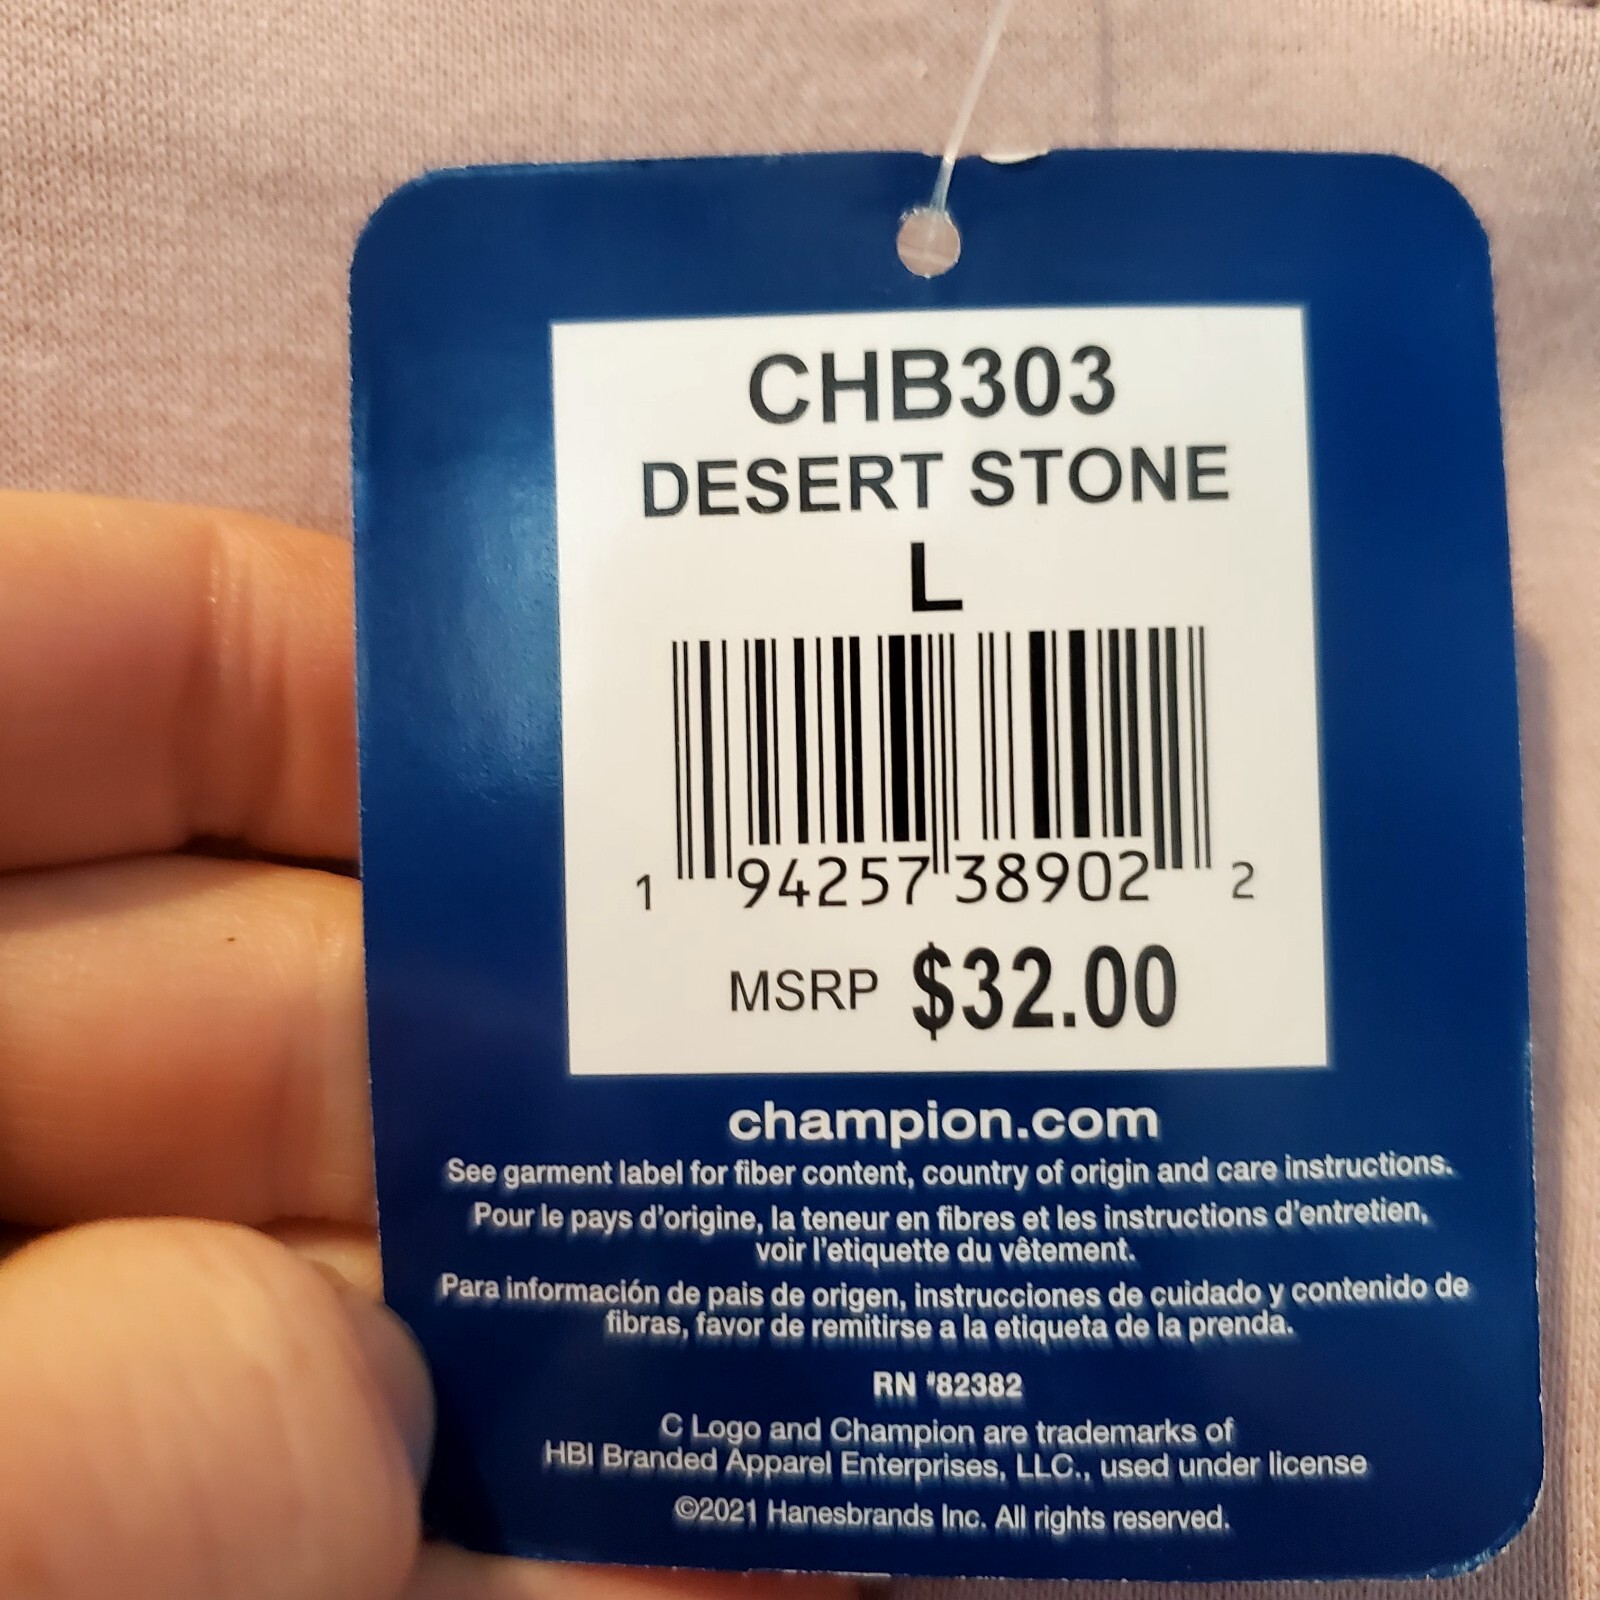 CHB303
DESERT STONE
L
1 94257 38902 2
MSRP $32.00
champion.com
See garment label for fiber content, country of origin and care instructions.
Pour le pays d'origine, la teneur en fibres et les instructions d'entretien,
voir l'etiquette du vêtement.
Para información de pais de origen, instrucciones de cuidado y contenido de
fibras, favor de remitirse a la etiqueta de la prenda.
RN #82382
C Logo and Champion are trademarks of
HBI Branded Apparel Enterprises, LLC., used under license
©2021 Hanesbrands Inc. All rights reserved.